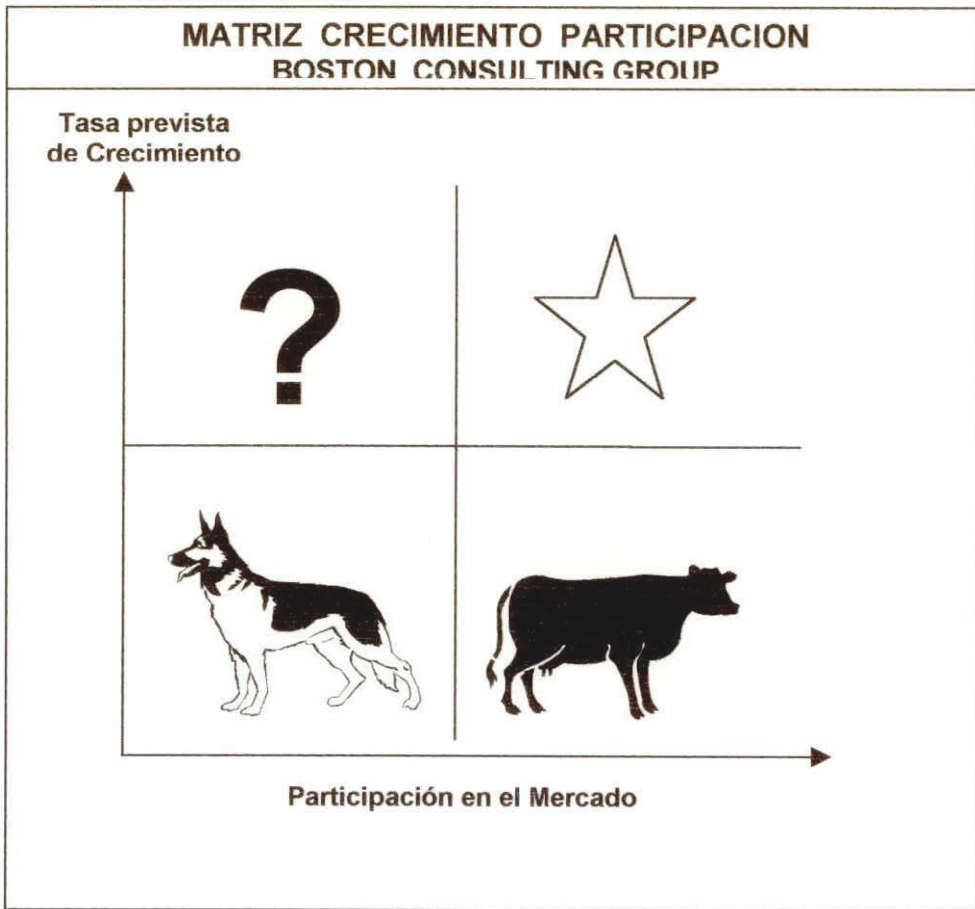 MATRIZ CRECIMIENTO PARTICIPACION
BOSTON CONSULTING GROUP
Tasa prevista
de Crecimiento
?
Participación en el Mercado